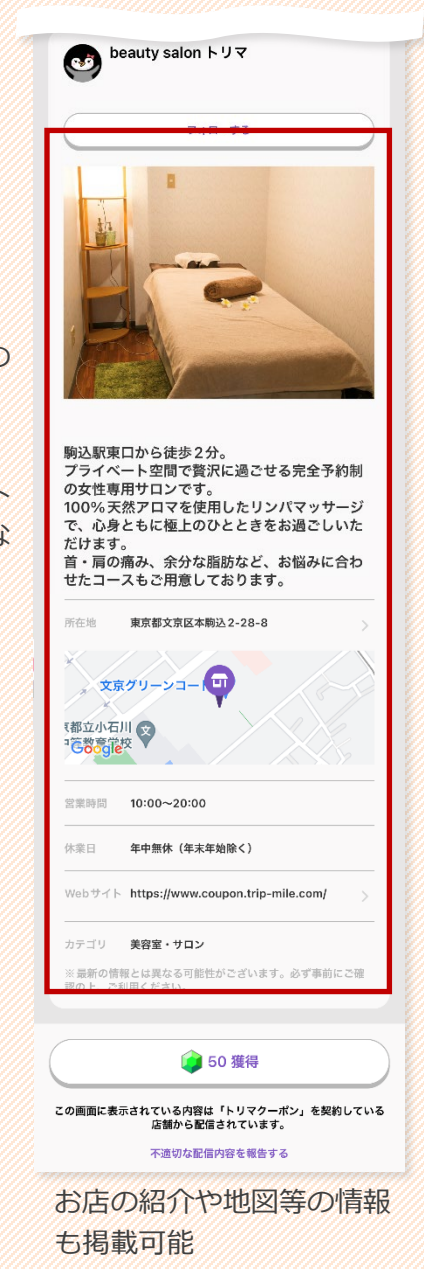 beauty salon トリマ
駒込駅東口から徒歩2分。
プライベート空間で贅沢に過ごせる完全予約制
の女性専用サロンです。
100%天然アロマを使用したリンパマッサージ
で、心身ともに極上のひとときをお過ごしいた
だけます。
首・肩の痛み、余分な脂肪など、お悩みに合わ
せたコースもご用意しております。
所在地 東京都文京区本駒込2-28-8
文京グリーンコー
都立小石川
Google
営業時間 10:00～20:00
休業日 年中無休（年末年始除く）
Webサイト https://www.coupon.trip-mile.com/
カテゴリ 美容室・サロン
※最新の情報とは異なる可能性がございます。必ず事前にご確
認の上、ご利用ください。
50 獲得
この画面に表示されている内容は「トリマクーポン」を契約している
店舗から配信されています。
不適切な配信内容を報告する
お店の紹介や地図等の情報
も掲載可能